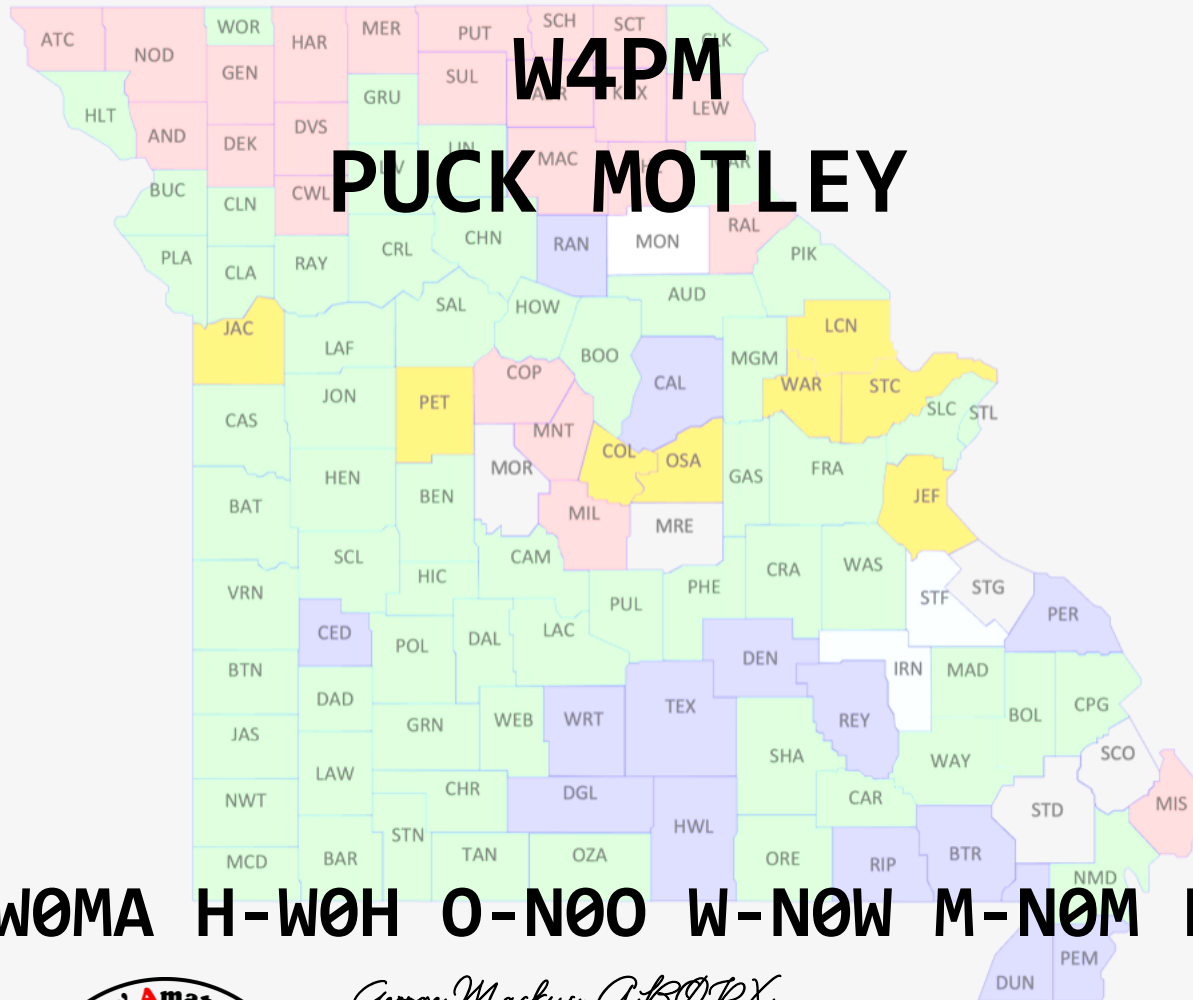 WOR SCH SCT
ATC NOD HAR MER PUT CLK
W4PM
GEN SUL
GRU LEW
HLT AND DEK DVS LIN MAC
PUCK MOTLEY
BUC CLN CWL
RAL
PLA CLA RAY CRL CHN RAN MON PIK
SAL HOW AUD
JAC LAF BOO MGM LCN
COP CAL WAR STC
CAS JON PET MNT SLC STL
MOR COL OSA FRA
BAT HEN BEN GAS JEF
MIL MRE
SCL HIC CAM CRA WAS
VRN PUL PHE STF STG
CED POL DAL LAC PER
BTN DEN IRN MAD
DAD CPG
JAS GRN WEB WRT TEX REY BOL
LAW SHA WAY SCO
NWT CHR DGL CAR STD MIS
STN HWL
MCD BAR TAN OZA ORE RIP BTR
NMD
W0MA H-W0H O-N0O W-N0W M-N0M
PEM
DUN